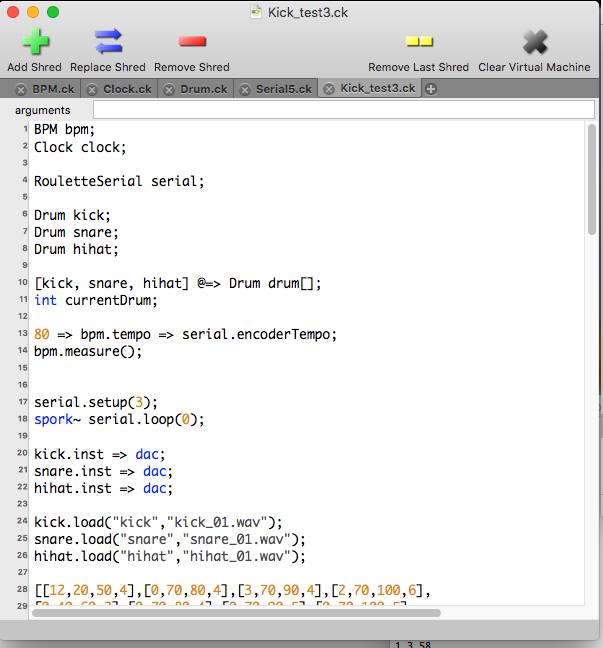 Kick_test3.ck
Add Shred Replace Shred Remove Shred Remove Last Shred Clear Virtual Machine
BPM.ck Clock.ck Drum.ck Serial5.ck Kick_test3.ck
arguments
1 BPM bpm;
2 Clock clock;
3
4 RouletteSerial serial;
5
6 Drum kick;
7 Drum snare;
8 Drum hihat;
9
10 [kick, snare, hihat] @=> Drum drum[];
11 int currentDrum;
12
13 80 => bpm.tempo => serial.encoderTempo;
14 bpm.measure();
15
16
17 serial.setup(3);
18 spork~ serial.loop(0);
19
20 kick.inst => dac;
21 snare.inst => dac;
22 hihat.inst => dac;
23
24 kick.load("kick","kick_01.wav");
25 snare.load("snare","snare_01.wav");
26 hihat.load("hihat","hihat_01.wav");
27
28 [[12,20,50,4],[0,70,80,4],[3,70,90,4],[2,70,100,6],
29
1 3 58